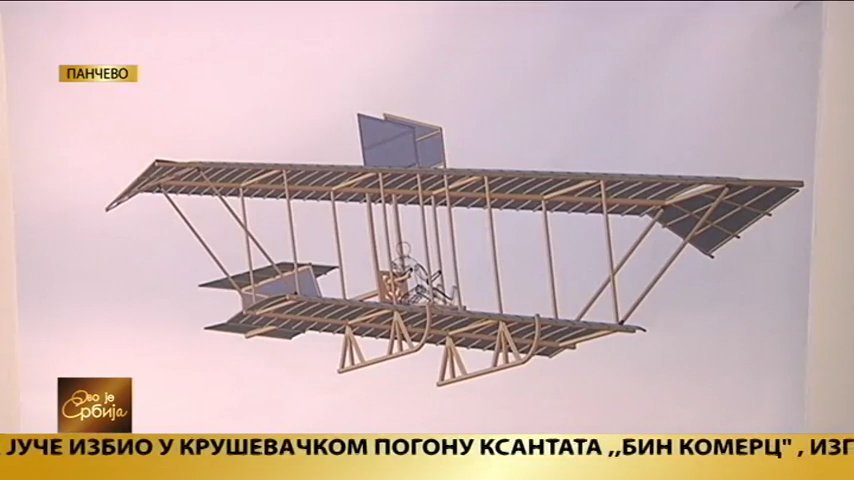 ПАНЧЕВО
Ово је
Србија
ЈУЧЕ ИЗБИО У КРУШЕВАЧКОМ ПОГОНУ КСАНТАТА ,,БИН КОМЕРЦ" , ИЗГ